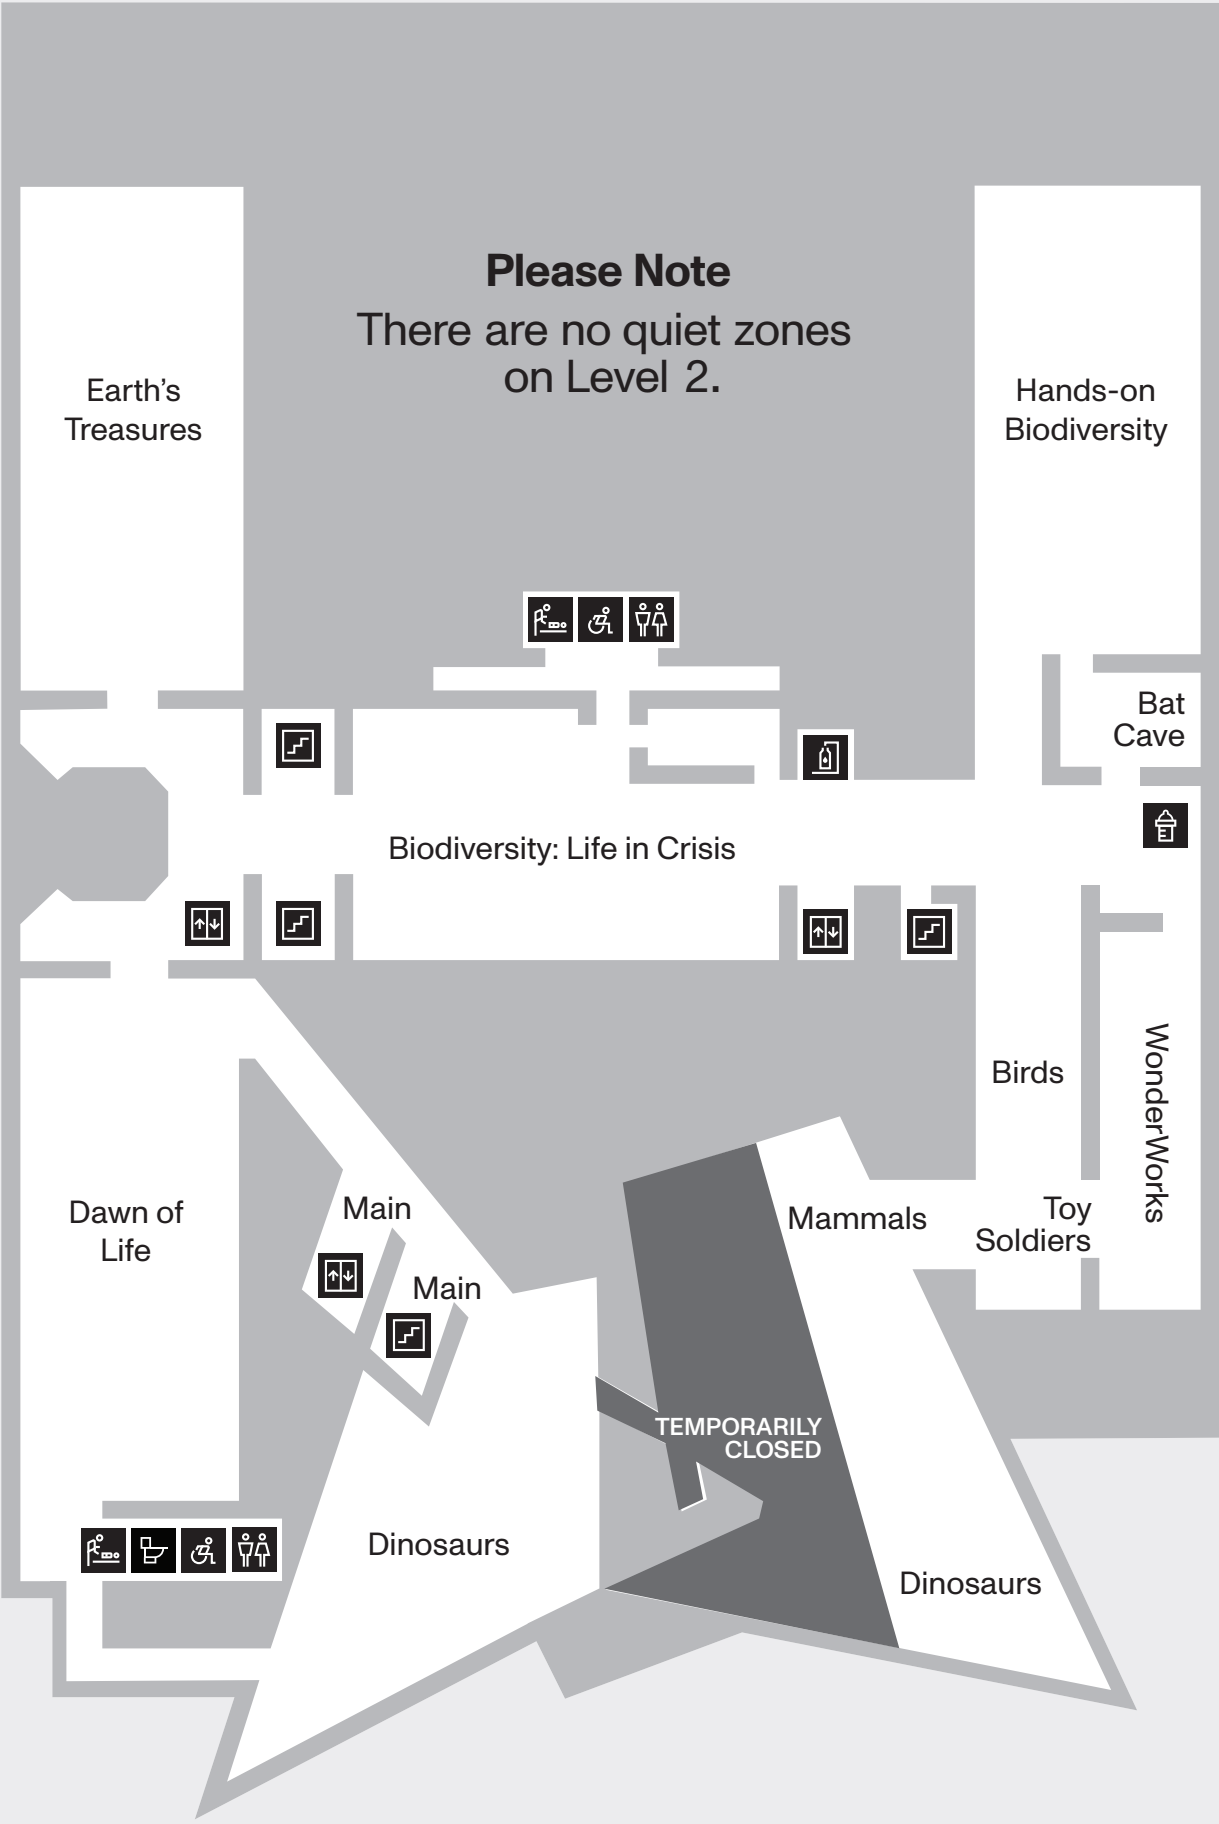 Please Note
There are no quiet zones
on Level 2.
Earth’s
Treasures
Hands-on
Biodiversity
Bat
Cave
Biodiversity: Life in Crisis
Birds
WonderWorks
Dawn of
Life
Main
Main
Mammals
Toy
Soldiers
TEMPORARILY
CLOSED
Dinosaurs
Dinosaurs